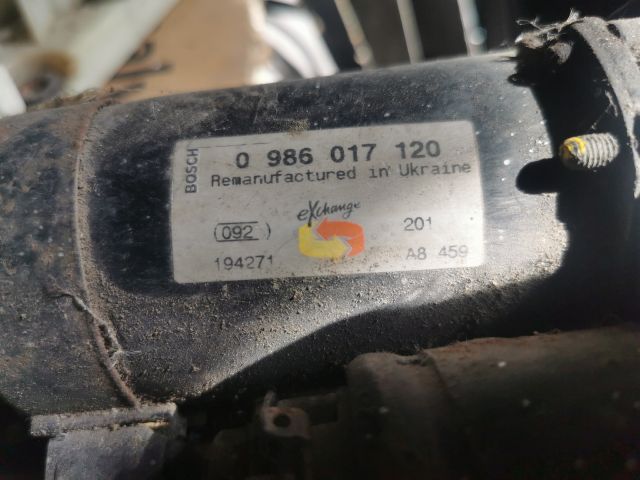 BOSCH
0 986 017 120
Remanufactured in Ukraine
eXchange
(092) 201
194271 A8 459